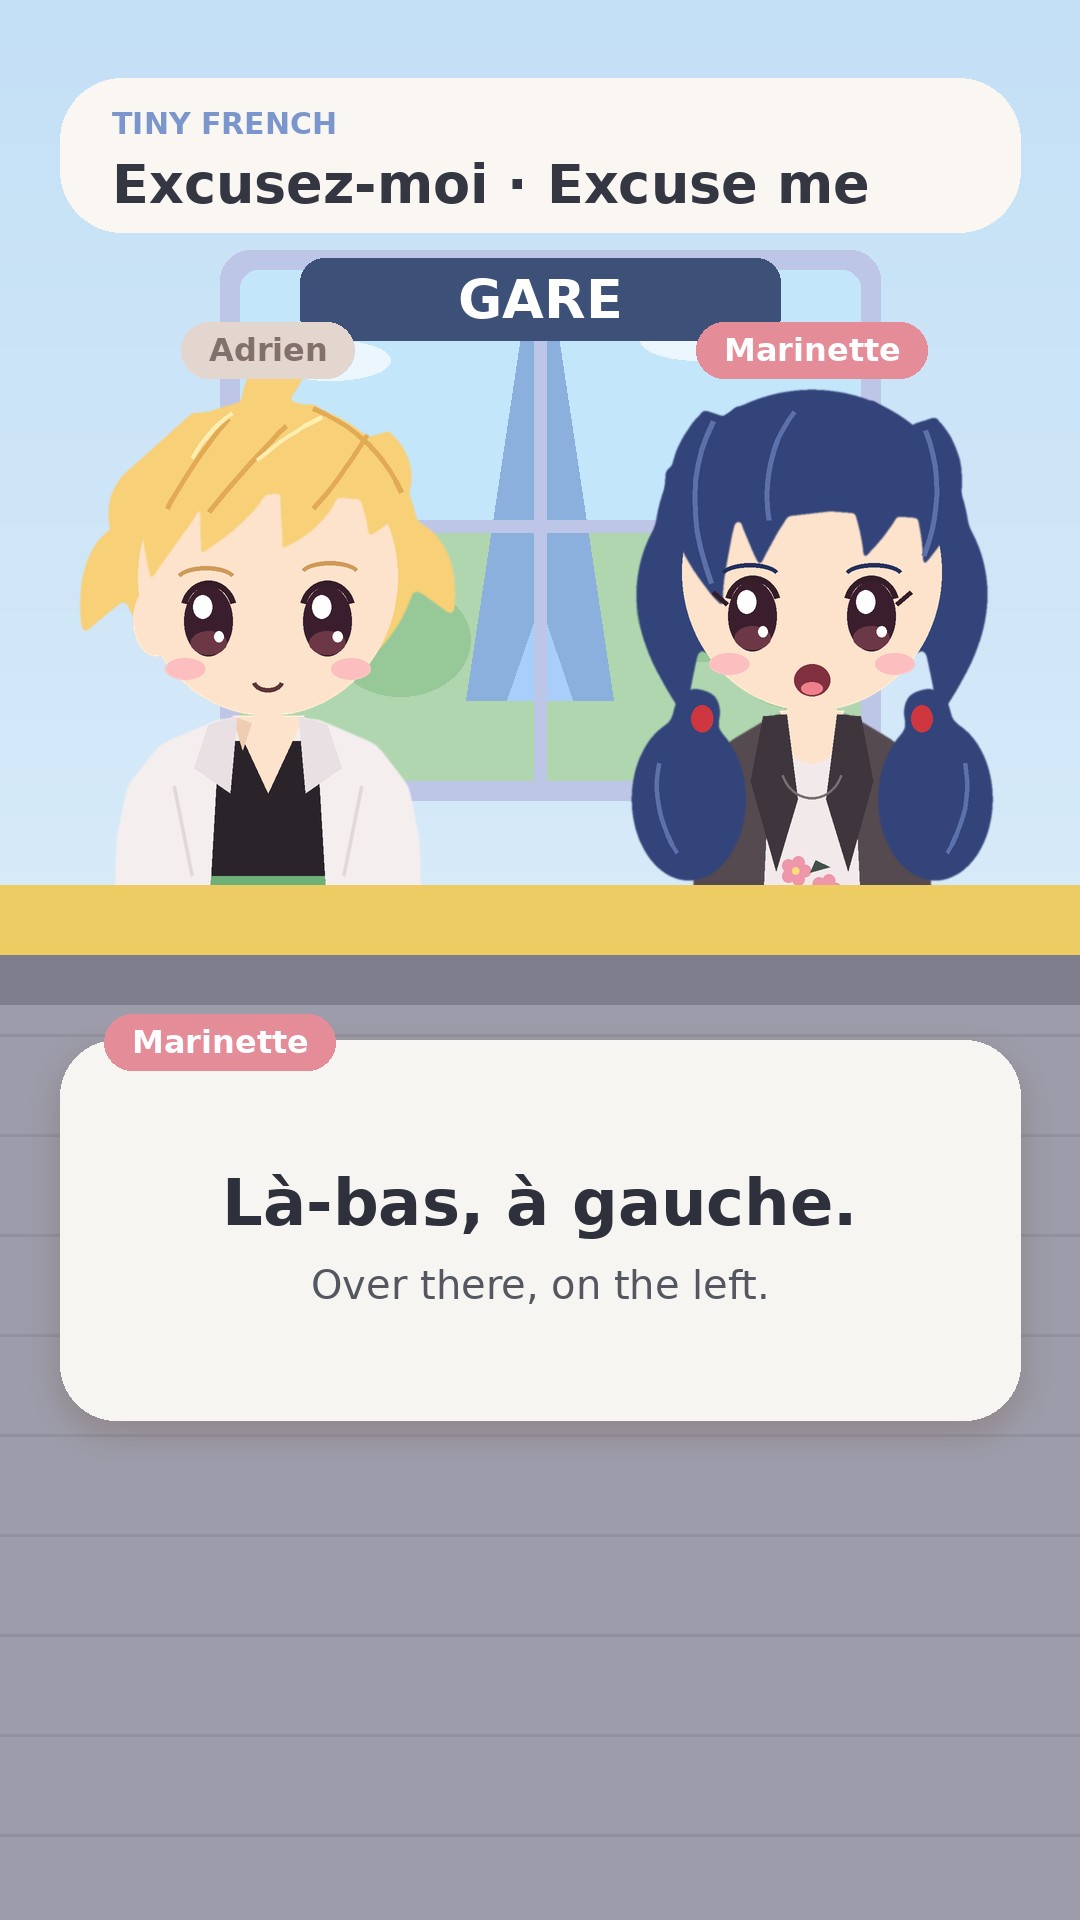 TINY FRENCH
Excusez-moi · Excuse me
GARE
Adrien
Marinette
Marinette
Là-bas, à gauche.
Over there, on the left.